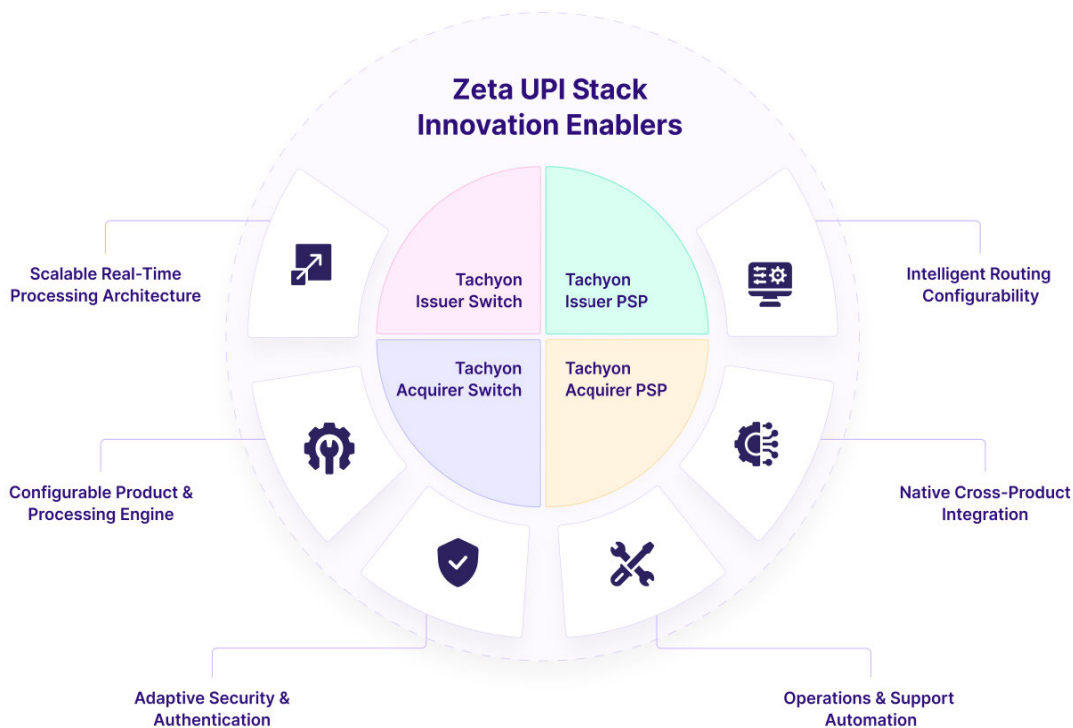 Zeta UPI Stack
Innovation Enablers
Tachyon
Issuer Switch
Tachyon
Issuer PSP
Tachyon
Acquirer Switch
Tachyon
Acquirer PSP
Scalable Real-Time
Processing Architecture
Intelligent Routing
Configurability
Configurable Product &
Processing Engine
Native Cross-Product
Integration
Adaptive Security &
Authentication
Operations & Support
Automation